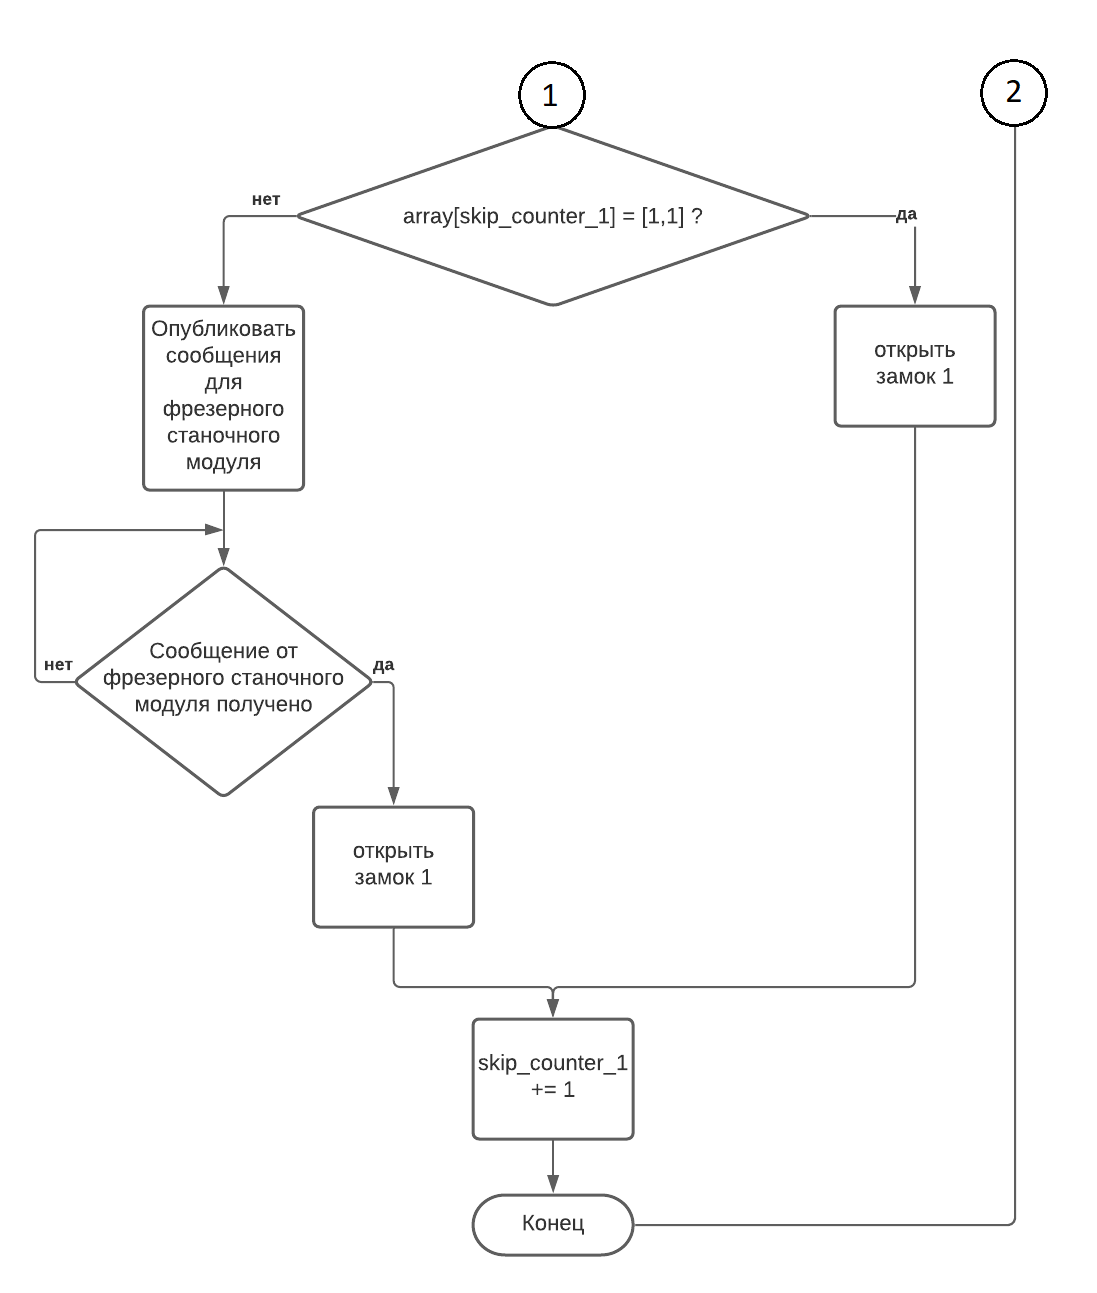 1
2
нет
array[skip_counter_1] = [1,1] ?
да
Опубликовать
сообщения
для
фрезерного
станочного
модуля
открыть
замок 1
нет
Сообщение от
фрезерного станочного
модуля получено
да
открыть
замок 1
skip_counter_1
+= 1
Конец